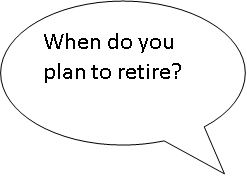 When do you
plan to retire?